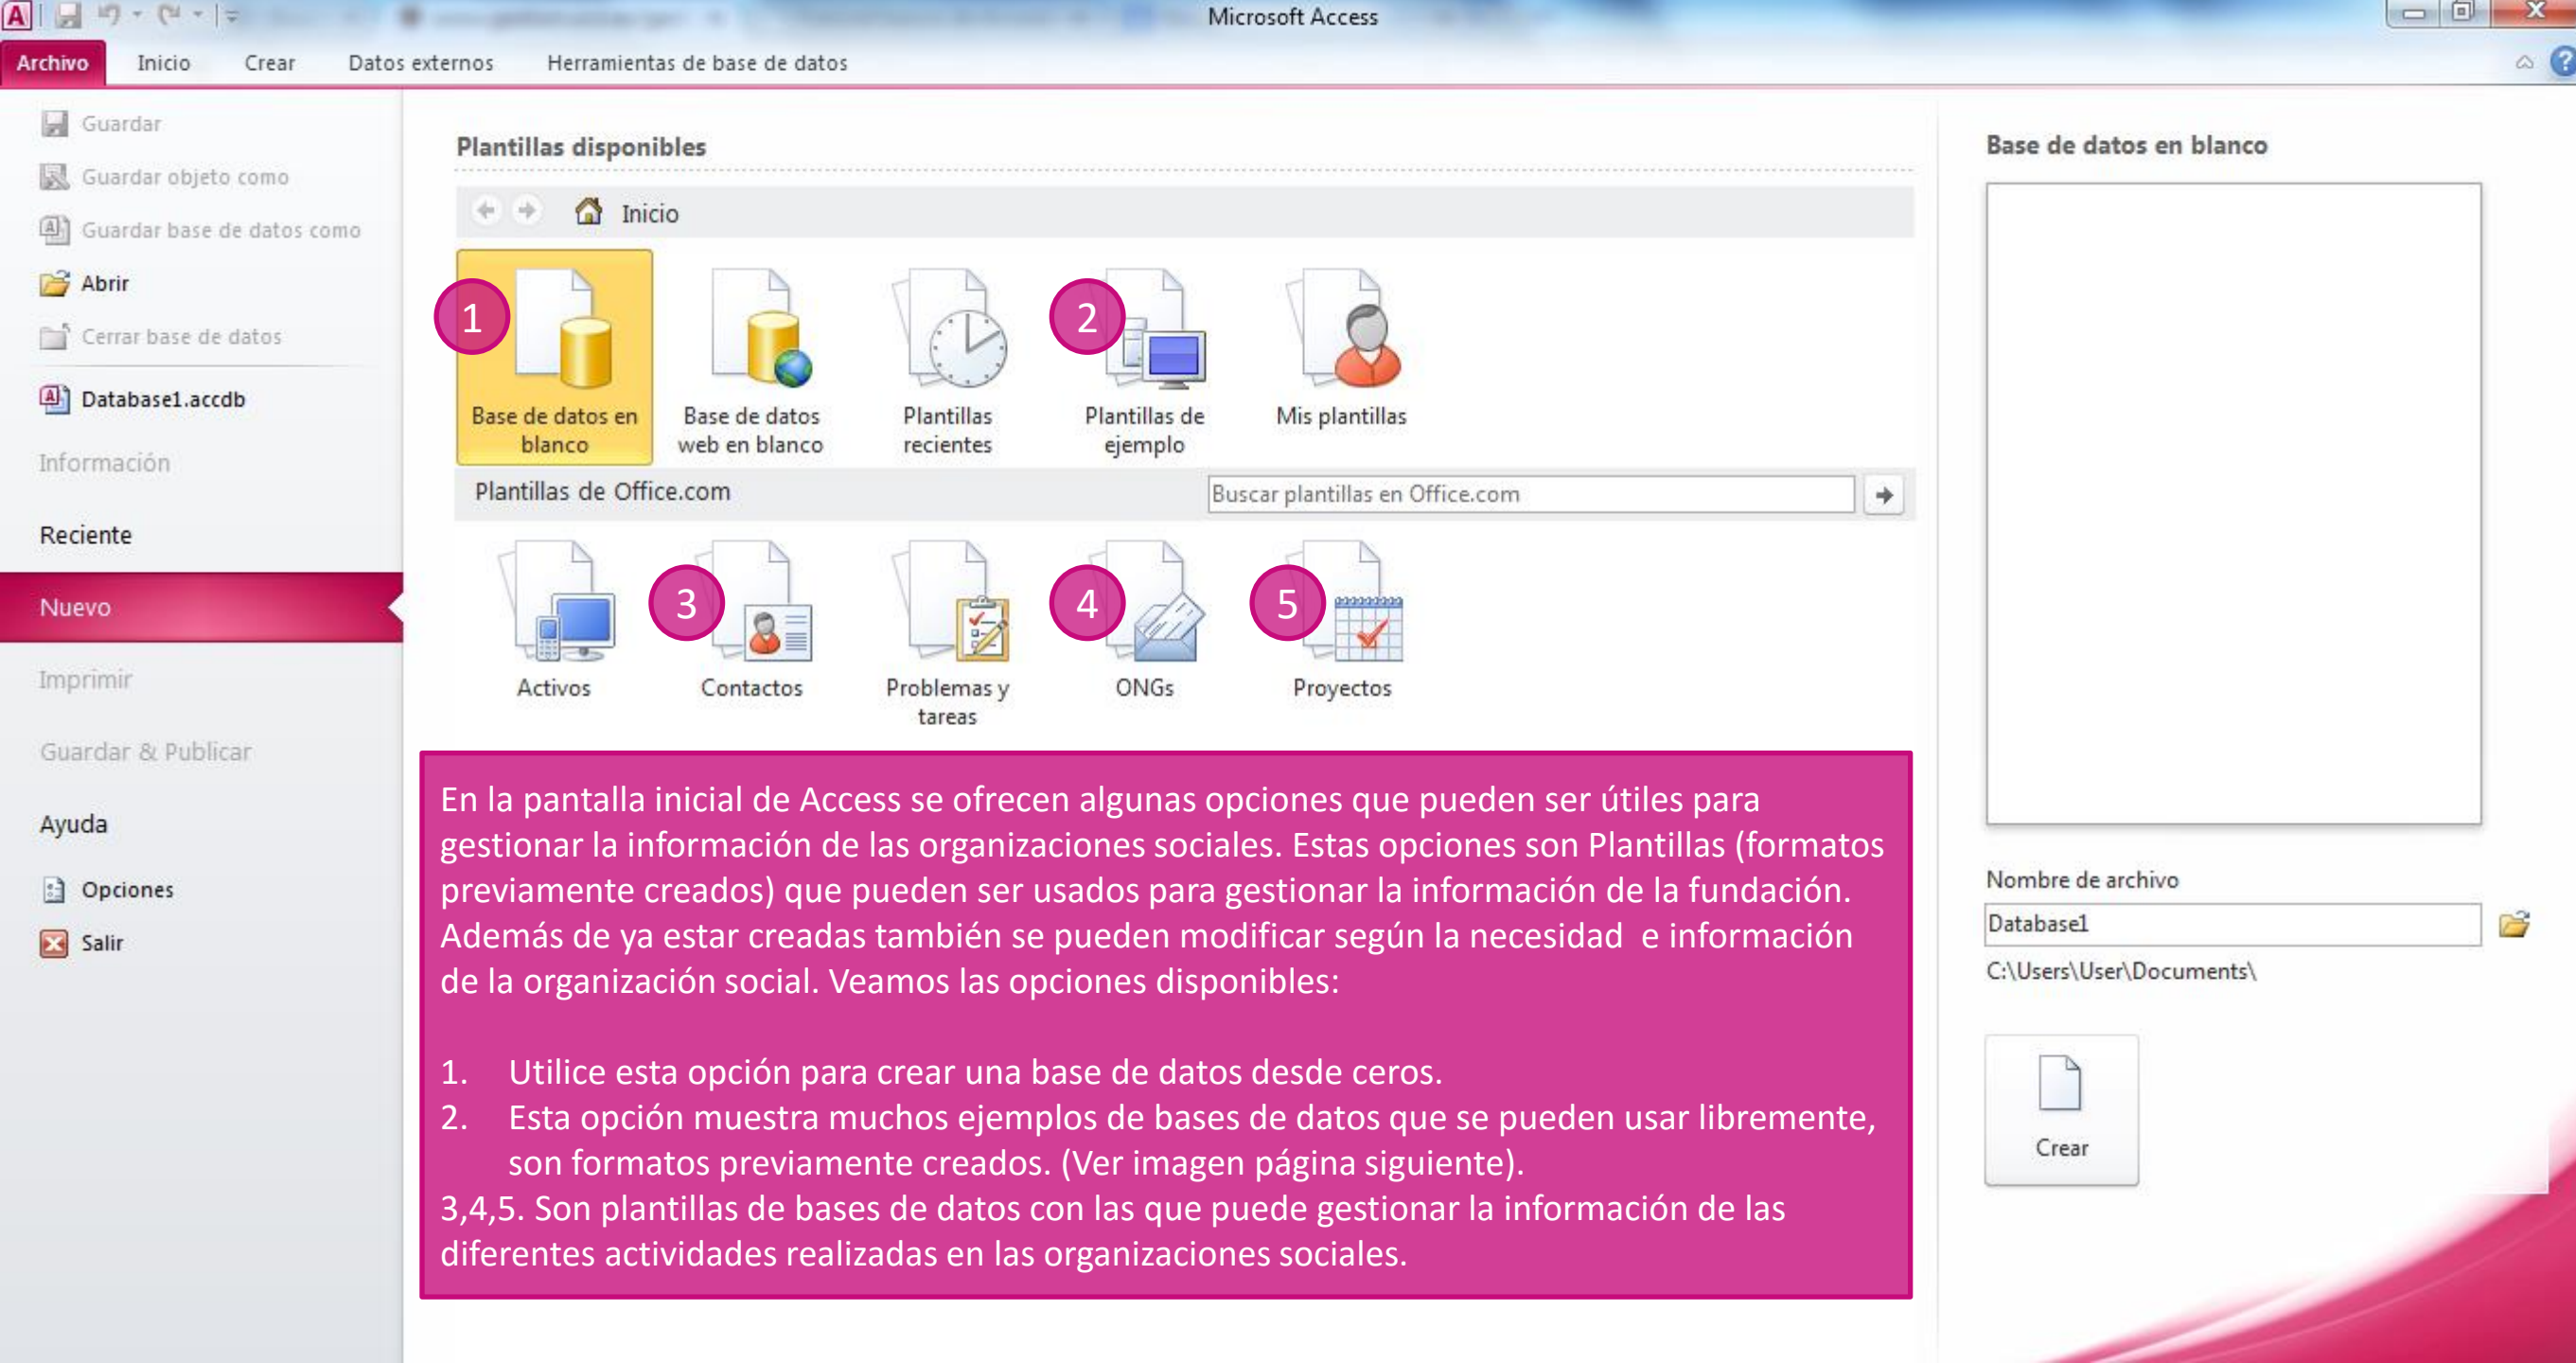 Microsoft Access
Archivo Inicio Crear Datos externos Herramientas de base de datos
Guardar
Guardar objeto como
Guardar base de datos como
Abrir
Cerrar base de datos
Database1.accdb
Información
Reciente
Nuevo
Imprimir
Guardar & Publicar
Ayuda
Opciones
Salir
Plantillas disponibles
Inicio
1
2
Base de datos en
blanco
Base de datos
web en blanco
Plantillas
recientes
Plantillas de
ejemplo
Mis plantillas
Plantillas de Office.com
Buscar plantillas en Office.com
3
4
5
Activos
Contactos
Problemas y
tareas
ONGs
Proyectos
En la pantalla inicial de Access se ofrecen algunas opciones que pueden ser útiles para
gestionar la información de las organizaciones sociales. Estas opciones son Plantillas (formatos
previamente creados) que pueden ser usados para gestionar la información de la fundación.
Además de ya estar creadas también se pueden modificar según la necesidad e información
de la organización social. Veamos las opciones disponibles:
1. Utilice esta opción para crear una base de datos desde ceros.
2. Esta opción muestra muchos ejemplos de bases de datos que se pueden usar libremente,
son formatos previamente creados. (Ver imagen página siguiente).
3,4,5. Son plantillas de bases de datos con las que puede gestionar la información de las
diferentes actividades realizadas en las organizaciones sociales.
Base de datos en blanco
Nombre de archivo
Database1
C:\Users\User\Documents\
Crear